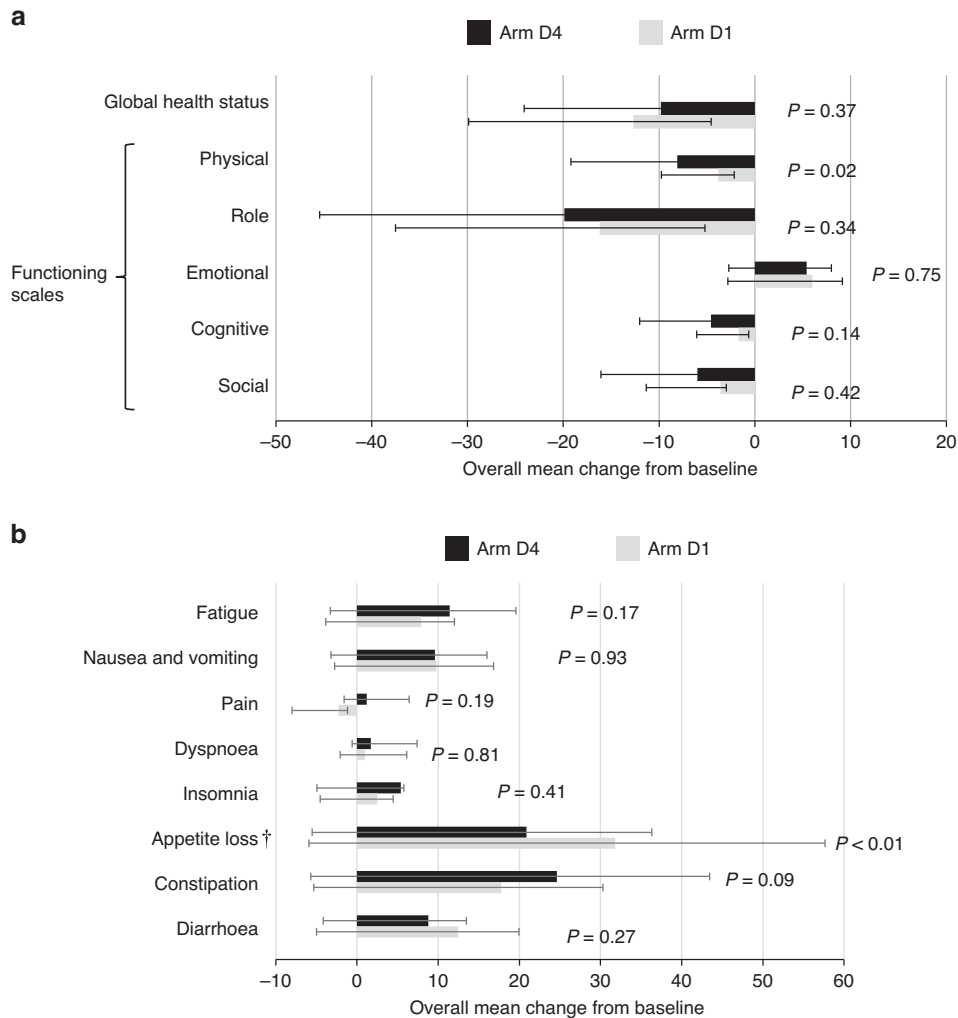 a
Arm D4 Arm D1
Global health status
P = 0.37
Physical
P = 0.02
Role
P = 0.34
Functioning
scales
Emotional
P = 0.75
Cognitive
P = 0.14
Social
P = 0.42
–50 –40 –30 –20 –10 0 10 20
Overall mean change from baseline
b
Arm D4 Arm D1
Fatigue
P = 0.17
Nausea and vomiting
P = 0.93
Pain
P = 0.19
Dyspnoea
P = 0.81
Insomnia
P = 0.41
Appetite loss†
P < 0.01
Constipation
P = 0.09
Diarrhoea
P = 0.27
–10 0 10 20 30 40 50 60
Overall mean change from baseline